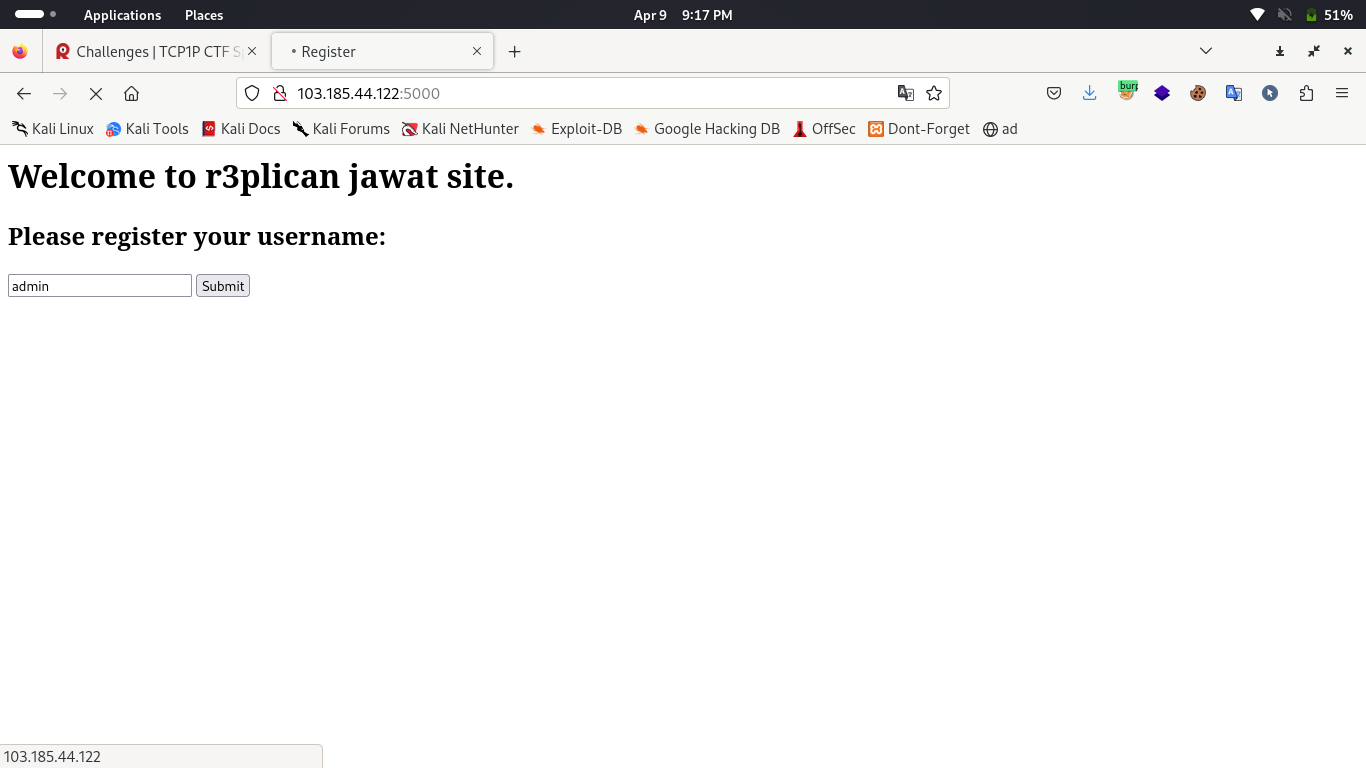 Applications Places Apr 9 9:17 PM 51%
Challenges | TCP1P CTF Sp Register
103.185.44.122:5000 burp
Kali Linux Kali Tools Kali Docs Kali Forums Kali NetHunter Exploit-DB Google Hacking DB OffSec Dont-Forget ad
Welcome to r3plican jawat site.
Please register your username:
admin Submit
103.185.44.122